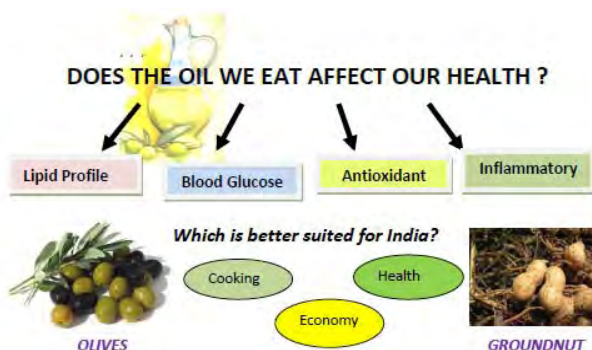 DOES THE OIL WE EAT AFFECT OUR HEALTH ?
Lipid Profile
Blood Glucose
Antioxidant
Inflammatory
Which is better suited for India?
Cooking
Health
Economy
OLIVES
GROUNDNUT